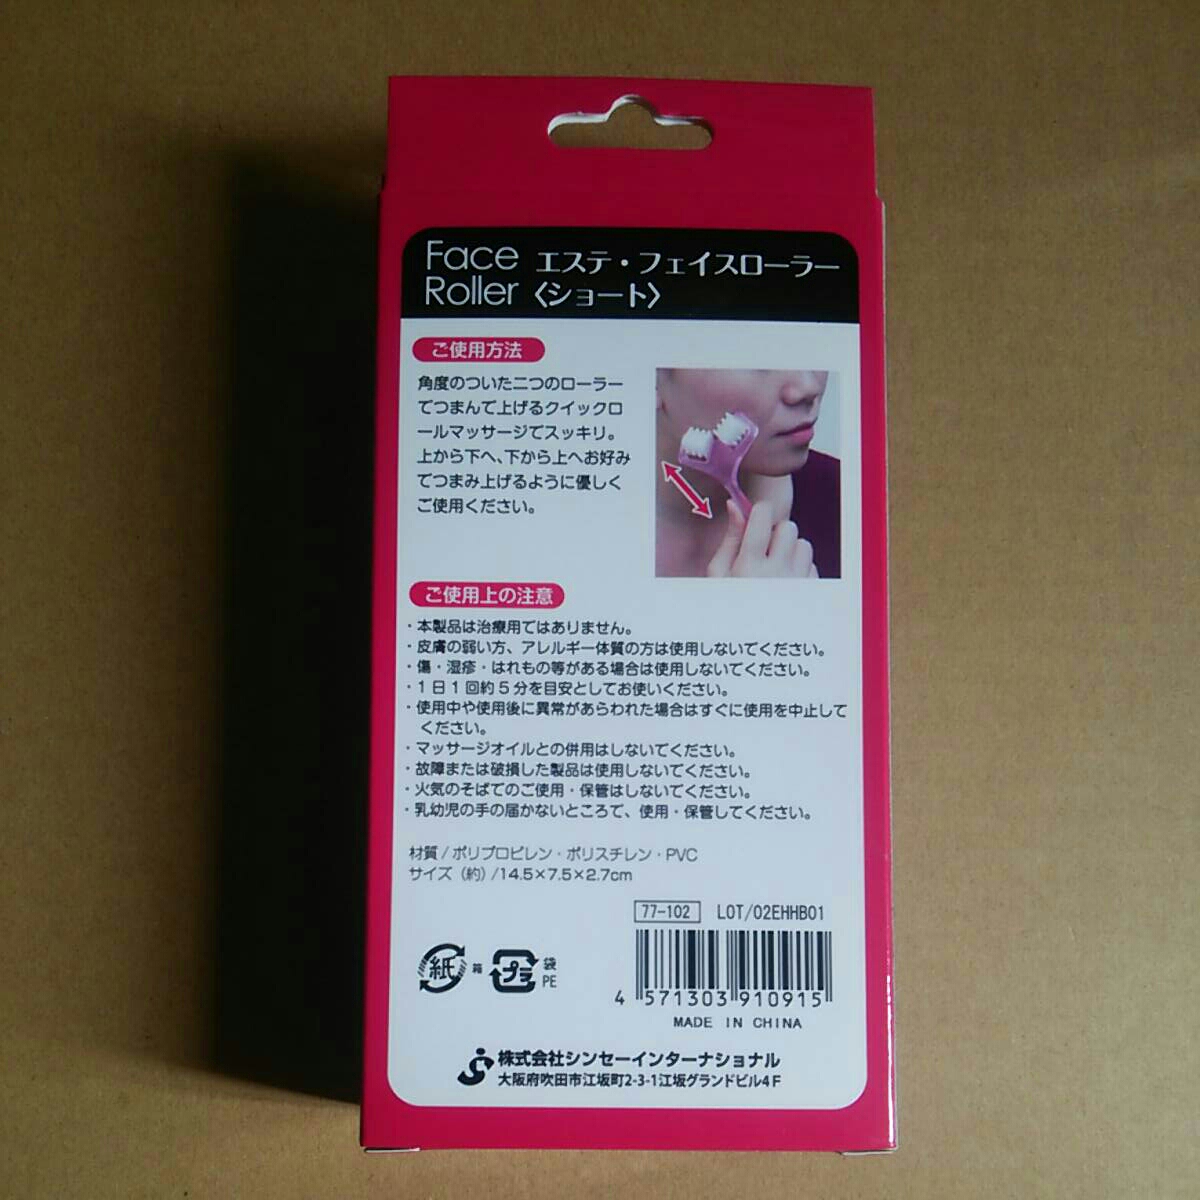 Face Roller エステ・フェイスローラー
〈ショート〉
ご使用方法
角度のついた二つのローラー
でつまんで上げるクイックロ
ールマッサージでスッキリ。
上から下へ、下から上へお好み
でつまみ上げるように優しく
ご使用ください。
ご使用上の注意
・本製品は治療用ではありません。
・皮膚の弱い方、アレルギー体質の方は使用しないでください。
・傷・湿疹・はれもの等がある場合は使用しないでください。
・1日1回約5分を目安としてお使いください。
・使用中や使用後に異常があらわれた場合はすぐに使用を中止して
ください。
・マッサージオイルとの併用はしないでください。
・故障または破損した製品は使用しないでください。
・火気のそばでのご使用・保管はしないでください。
・乳幼児の手の届かないところで、使用・保管してください。
材質/ポリプロピレン・ポリスチレン・PVC
サイズ(約)/14.5×7.5×2.7cm
77-102 LOT/02EHHB01
紙 箱 プラ 袋 PE
4 571303 910915
MADE IN CHINA
株式会社シンセーインターナショナル
大阪府吹田市江坂町2-3-1江坂グランドビル4F